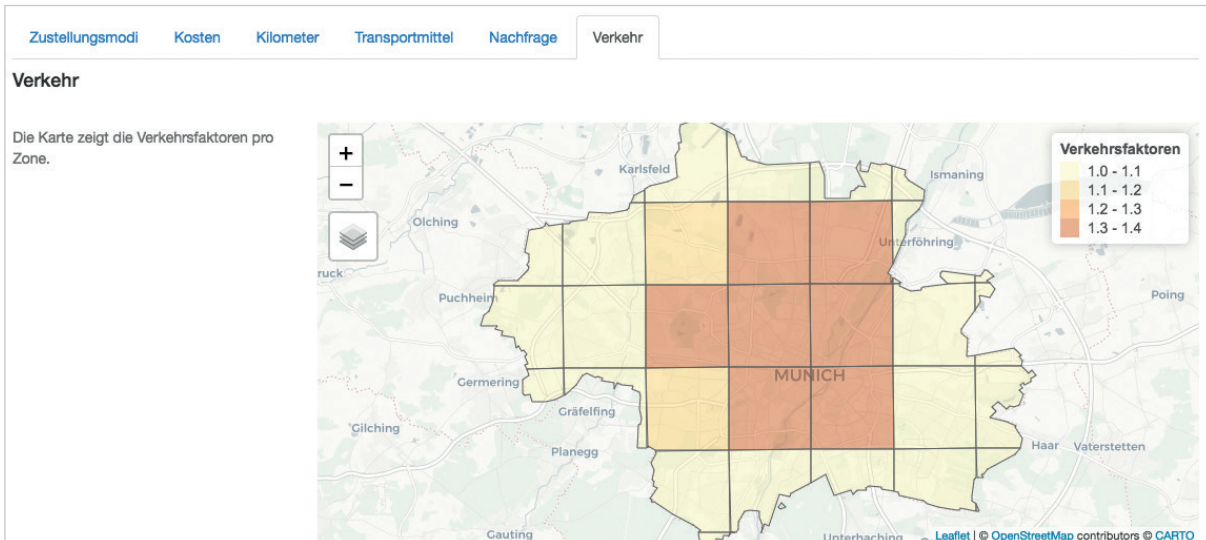 Zustellungsmodi Kosten Kilometer Transportmittel Nachfrage Verkehr
Verkehr
Die Karte zeigt die Verkehrsfaktoren pro
Zone.
+
−
Verkehrsfaktoren
1.0 - 1.1
1.1 - 1.2
1.2 - 1.3
1.3 - 1.4
Karlsfeld
Ismaning
Olching
Unterföhring
ruck
Puchheim
Poing
MUNICH
Germering
Gräfelfing
Gilching
Planegg
Haar
Vaterstetten
Gauting
Unterhaching
Leaflet | © OpenStreetMap contributors © CARTO